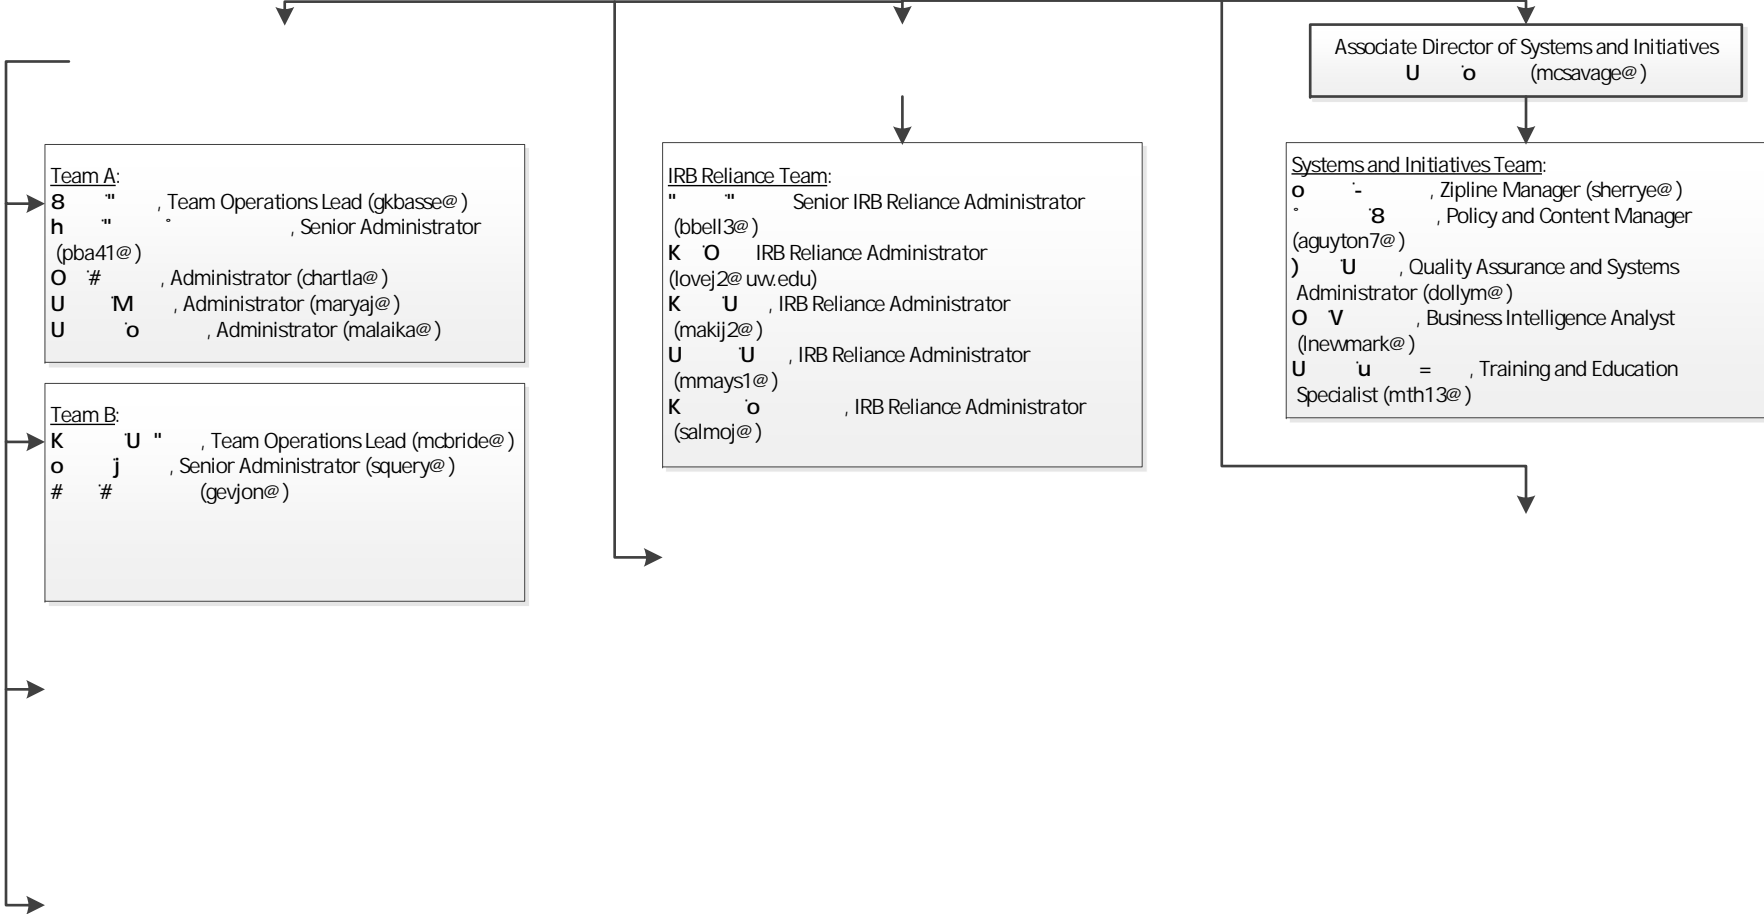 Associate Director of Systems and Initiatives
U o (mcsavage@)
Team A:
8 " , Team Operations Lead (gkbasse@)
h " ° , Senior Administrator
(pba41@)
O # , Administrator (chartla@)
U M , Administrator (maryaj@)
U o , Administrator (malaika@)
Team B:
K U " , Team Operations Lead (mcbride@)
o j , Senior Administrator (squery@)
# # (gevjon@)
IRB Reliance Team:
" " Senior IRB Reliance Administrator
(bbell3@)
K O IRB Reliance Administrator
(lovej2@uw.edu)
K U , IRB Reliance Administrator
(makij2@)
U U , IRB Reliance Administrator
(mmays1@)
K o , IRB Reliance Administrator
(salmoj@)
Systems and Initiatives Team:
o - , Zipline Manager (sherrye@)
° 8 , Policy and Content Manager
(aguyton7@)
) U , Quality Assurance and Systems
Administrator (dollym@)
O V , Business Intelligence Analyst
(lnewmark@)
U u = , Training and Education
Specialist (mth13@)